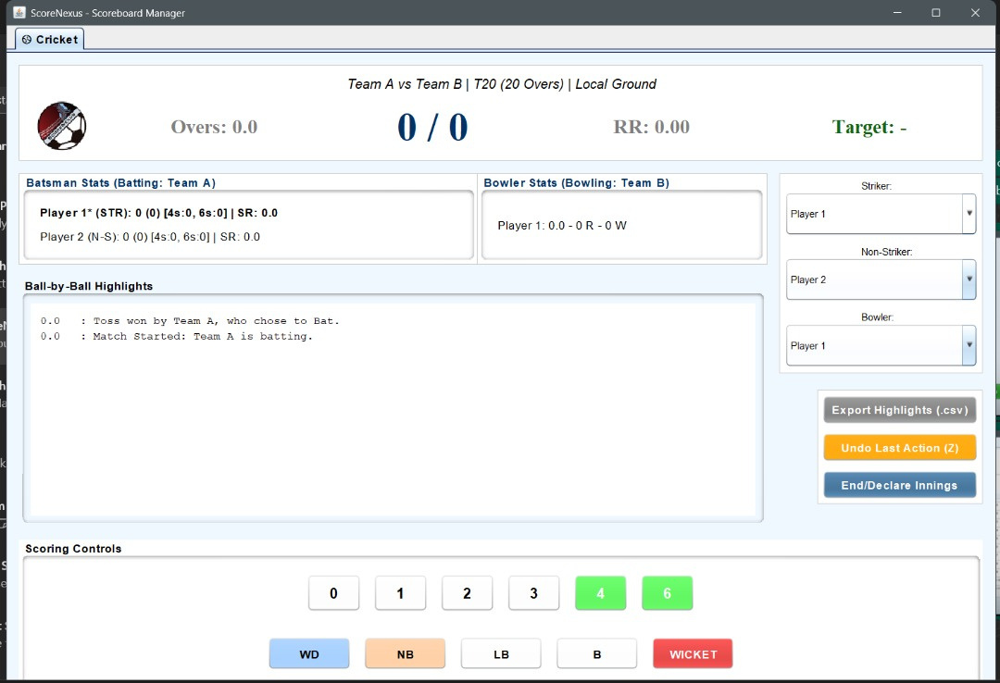 ScoreNexus - Scoreboard Manager
Cricket
Team A vs Team B | T20 (20 Overs) | Local Ground
Overs: 0.0
0 / 0
RR: 0.00
Target: -
Batsman Stats (Batting: Team A)
Player 1* (STR): 0 (0) [4s:0, 6s:0] | SR: 0.0
Player 2 (N-S): 0 (0) [4s:0, 6s:0] | SR: 0.0
Bowler Stats (Bowling: Team B)
Player 1: 0.0 - 0 R - 0 W
Striker:
Player 1
Non-Striker:
Player 2
Bowler:
Player 1
Ball-by-Ball Highlights
0.0 : Toss won by Team A, who chose to Bat.
0.0 : Match Started: Team A is batting.
Export Highlights (.csv)
Undo Last Action (Z)
End/Declare Innings
Scoring Controls
0 1 2 3 4 6
WD NB LB B WICKET